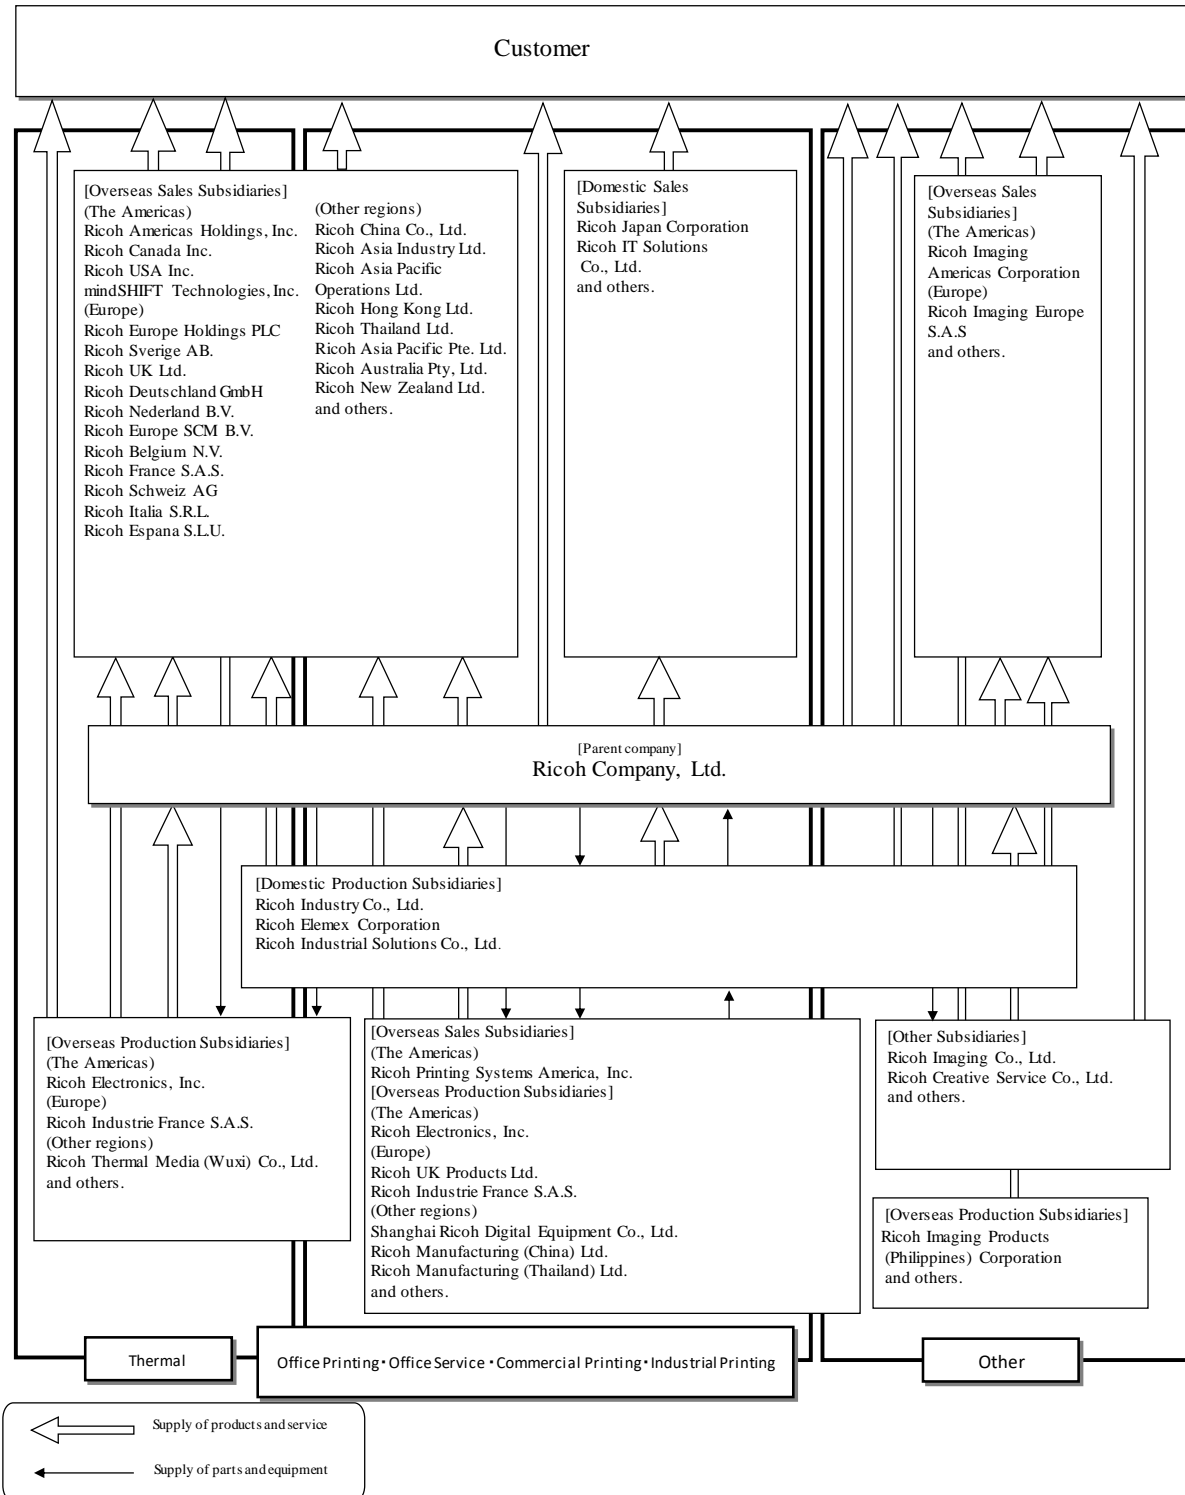 Customer
[Overseas Sales Subsidiaries]
(The Americas)
Ricoh Americas Holdings, Inc.
Ricoh Canada Inc.
Ricoh USA Inc.
mindSHIFT Technologies, Inc.
(Europe)
Ricoh Europe Holdings PLC
Ricoh Sverige AB.
Ricoh UK Ltd.
Ricoh Deutschland GmbH
Ricoh Nederland B.V.
Ricoh Europe SCM B.V.
Ricoh Belgium N.V.
Ricoh France S.A.S.
Ricoh Schweiz AG
Ricoh Italia S.R.L.
Ricoh Espana S.L.U.
(Other regions)
Ricoh China Co., Ltd.
Ricoh Asia Industry Ltd.
Ricoh Asia Pacific
Operations Ltd.
Ricoh Hong Kong Ltd.
Ricoh Thailand Ltd.
Ricoh Asia Pacific Pte. Ltd.
Ricoh Australia Pty, Ltd.
Ricoh New Zealand Ltd.
and others.
[Domestic Sales
Subsidiaries]
Ricoh Japan Corporation
Ricoh IT Solutions
Co., Ltd.
and others.
[Overseas Sales
Subsidiaries]
(The Americas)
Ricoh Imaging
Americas Corporation
(Europe)
Ricoh Imaging Europe
S.A.S
and others.
[Parent company]
Ricoh Company, Ltd.
[Domestic Production Subsidiaries]
Ricoh Industry Co., Ltd.
Ricoh Elemex Corporation
Ricoh Industrial Solutions Co., Ltd.
[Overseas Production Subsidiaries]
(The Americas)
Ricoh Electronics, Inc.
(Europe)
Ricoh Industrie France S.A.S.
(Other regions)
Ricoh Thermal Media (Wuxi) Co., Ltd.
and others.
[Overseas Sales Subsidiaries]
(The Americas)
Ricoh Printing Systems America, Inc.
[Overseas Production Subsidiaries]
(The Americas)
Ricoh Electronics, Inc.
(Europe)
Ricoh UK Products Ltd.
Ricoh Industrie France S.A.S.
(Other regions)
Shanghai Ricoh Digital Equipment Co., Ltd.
Ricoh Manufacturing (China) Ltd.
Ricoh Manufacturing (Thailand) Ltd.
and others.
[Other Subsidiaries]
Ricoh Imaging Co., Ltd.
Ricoh Creative Service Co., Ltd.
and others.
[Overseas Production Subsidiaries]
Ricoh Imaging Products
(Philippines) Corporation
and others.
Thermal
Office Printing・Office Service・Commercial Printing・Industrial Printing
Other
Supply of products and service
Supply of parts and equipment